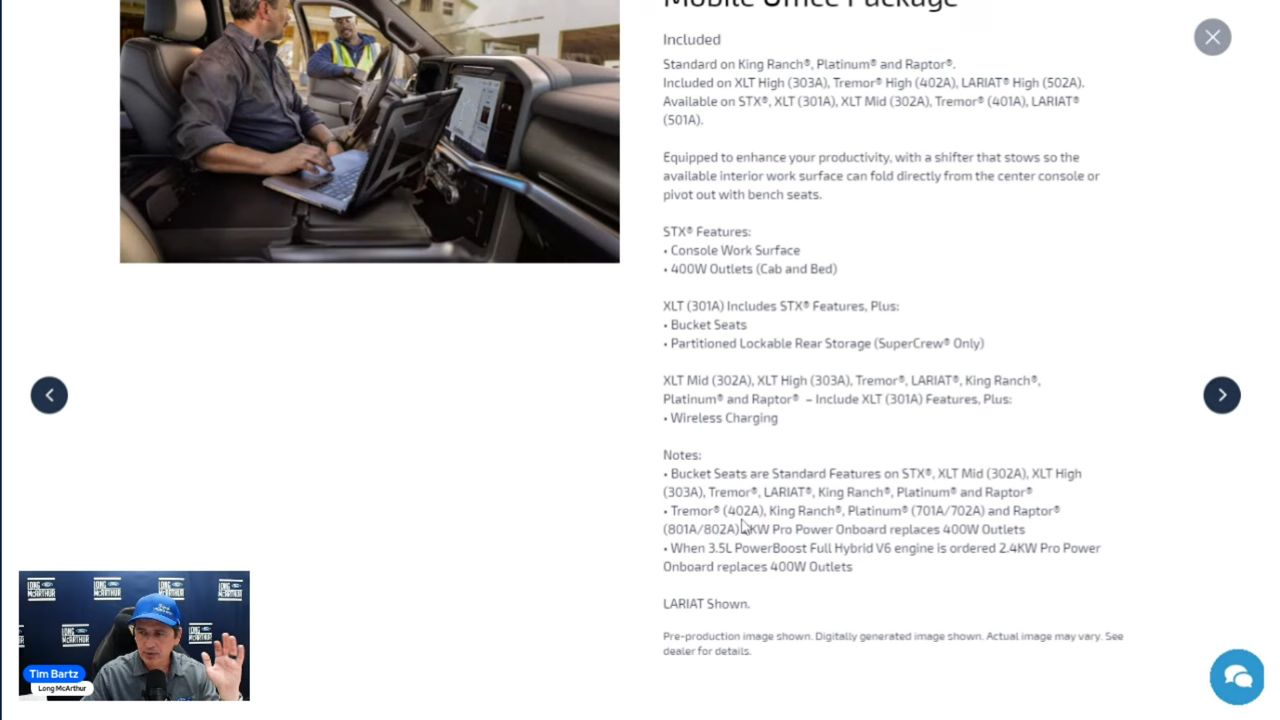 Mobile Office Package
Included
Standard on King Ranch®, Platinum® and Raptor®.
Included on XLT High (303A), Tremor® High (402A), LARIAT® High (502A).
Available on STX®, XLT (301A), XLT Mid (302A), Tremor® (401A), LARIAT®
(501A).
Equipped to enhance your productivity, with a shifter that stows so the
available interior work surface can fold directly from the center console or
pivot out with bench seats.
STX® Features:
• Console Work Surface
• 400W Outlets (Cab and Bed)
XLT (301A) Includes STX® Features, Plus:
• Bucket Seats
• Partitioned Lockable Rear Storage (SuperCrew® Only)
XLT Mid (302A), XLT High (303A), Tremor®, LARIAT®, King Ranch®,
Platinum® and Raptor® – Include XLT (301A) Features, Plus:
• Wireless Charging
Notes:
• Bucket Seats are Standard Features on STX®, XLT Mid (302A), XLT High
(303A), Tremor®, LARIAT®, King Ranch®, Platinum® and Raptor®
• Tremor® (402A), King Ranch®, Platinum® (701A/702A) and Raptor®
(801A/802A) KW Pro Power Onboard replaces 400W Outlets
• When 3.5L PowerBoost Full Hybrid V6 engine is ordered 2.4KW Pro Power
Onboard replaces 400W Outlets
LARIAT Shown.
Pre-production image shown. Digitally generated image shown. Actual image may vary. See
dealer for details.
LONG McARTHUR
LONG McARTHUR
LONG McARTHUR
LONG McARTHUR
LONG McARTHUR
Tim Bartz
Long McArthur